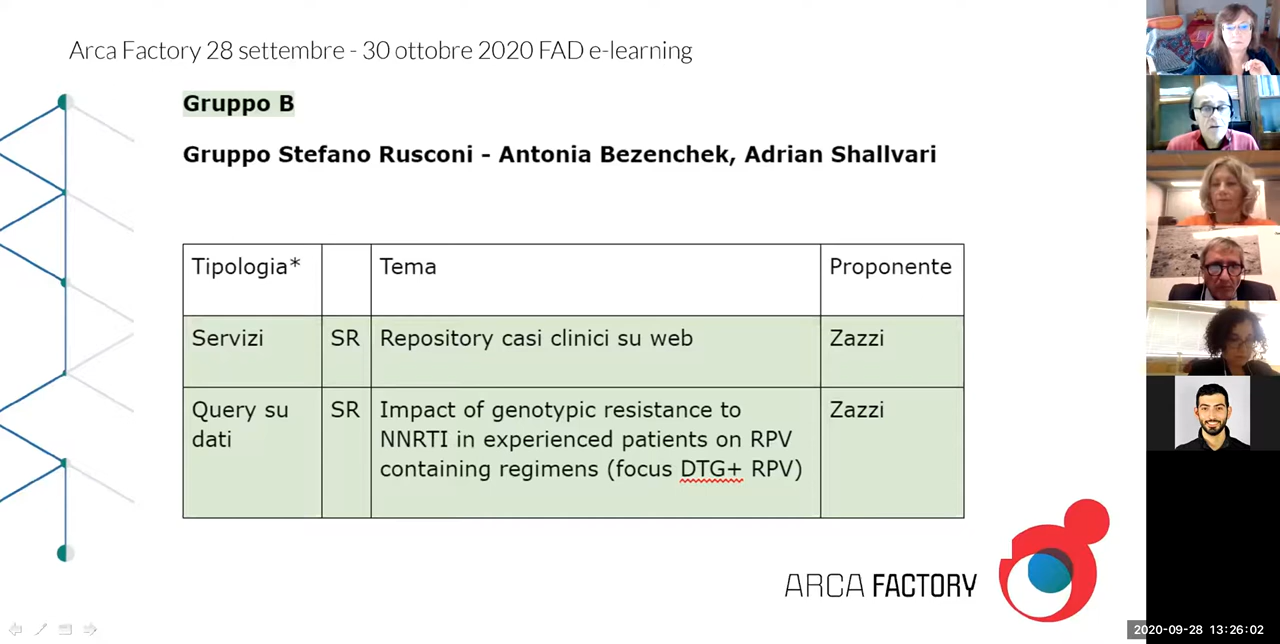 Arca Factory 28 settembre - 30 ottobre 2020 FAD e-learning
Gruppo B
Gruppo Stefano Rusconi - Antonia Bezenchek, Adrian Shallvari
Tipologia* Tema Proponente
Servizi SR Repository casi clinici su web Zazzi
Query su dati SR Impact of genotypic resistance to NNRTI in experienced patients on RPV containing regimens (focus DTG+ RPV) Zazzi
ARCA FACTORY
2020-09-28 13:26:02